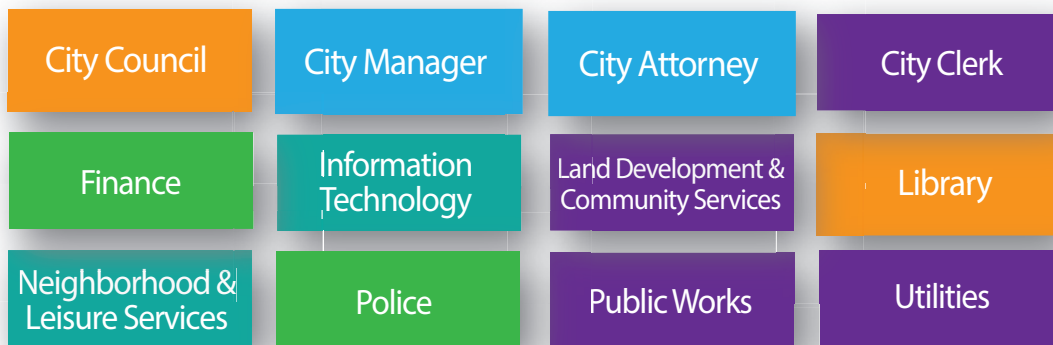 City Council
City Manager
City Attorney
City Clerk
Finance
Information
Technology
Land Development &
Community Services
Library
Neighborhood &
Leisure Services
Police
Public Works
Utilities